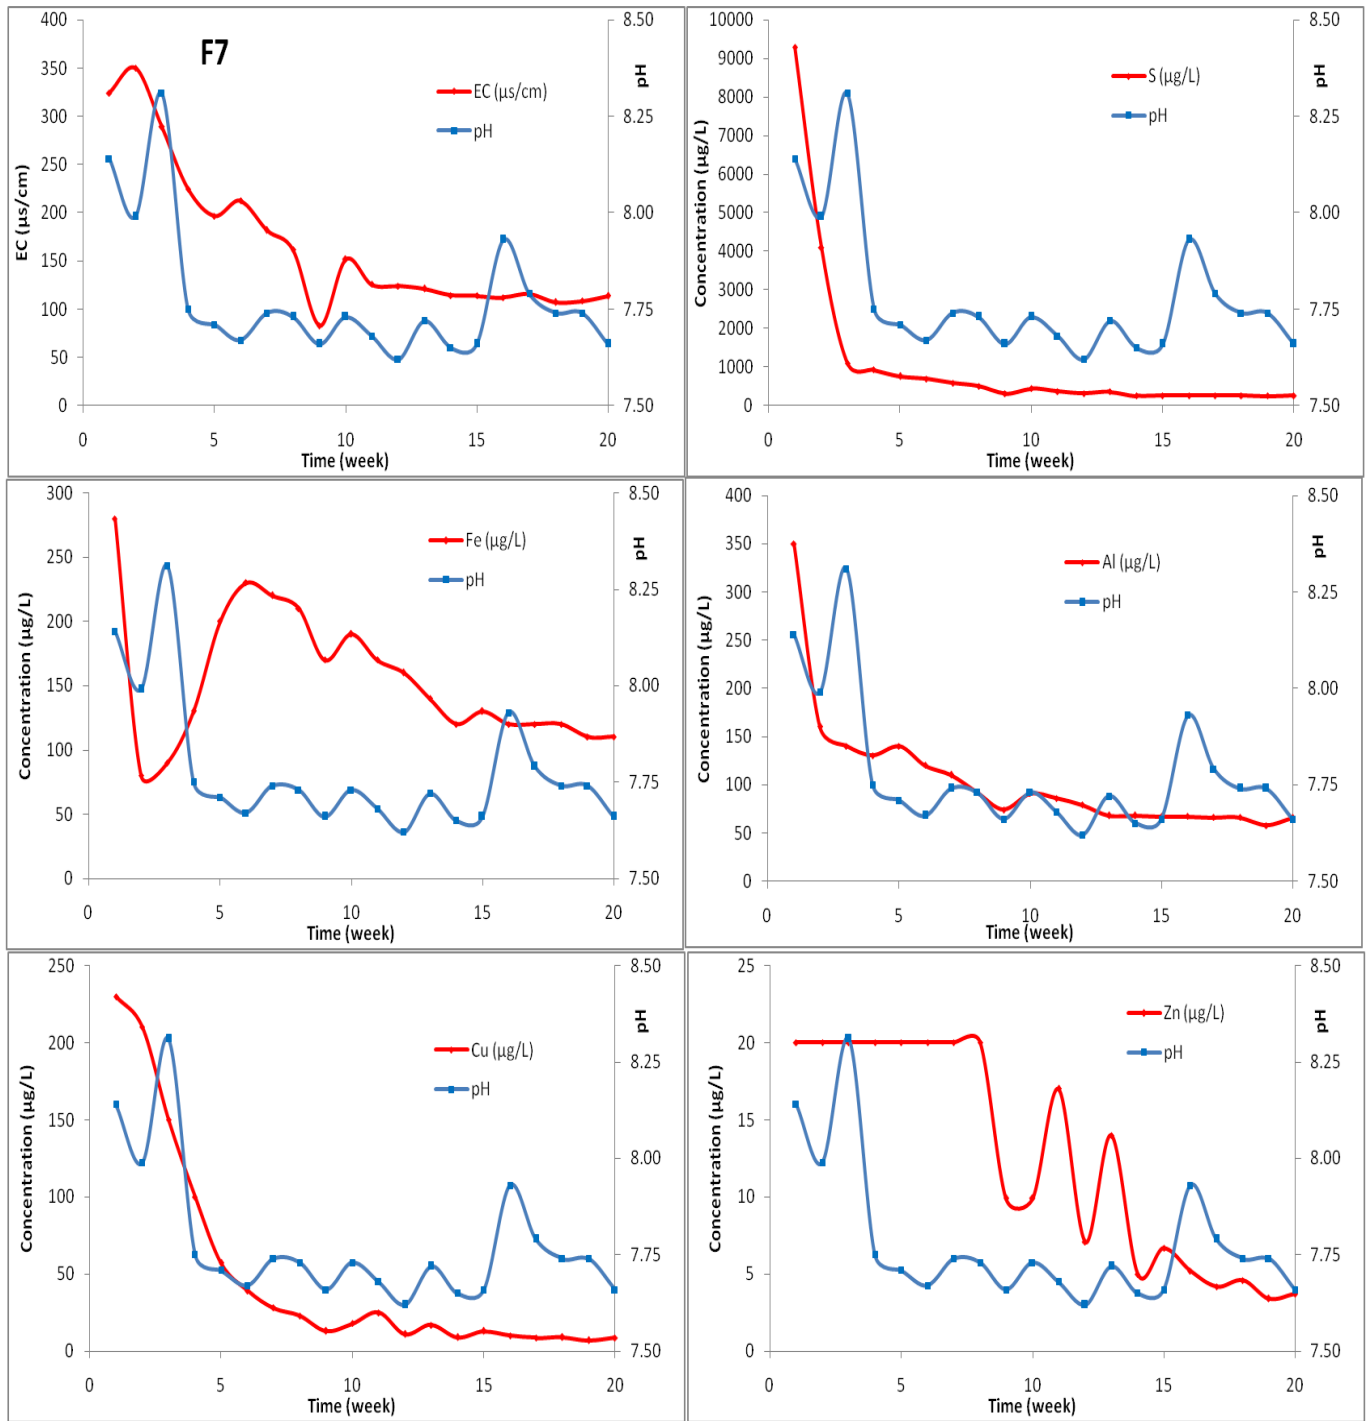 F7
EC (µs/cm)
pH
400
350
300
250
200
150
100
50
0
8.50
8.25
8.00
7.75
7.50
0 5 10 15 20
EC (µs/cm)
pH
Time (week)
S (µg/L)
pH
10000
9000
8000
7000
6000
5000
4000
3000
2000
1000
0
8.50
8.25
8.00
7.75
7.50
0 5 10 15 20
Concentration (µg/L)
pH
Time (week)
Fe (µg/L)
pH
300
250
200
150
100
50
0
8.50
8.25
8.00
7.75
7.50
0 5 10 15 20
Concentration (µg/L)
pH
Time (week)
Al (µg/L)
pH
400
350
300
250
200
150
100
50
0
8.50
8.25
8.00
7.75
7.50
0 5 10 15 20
Concentration (µg/L)
pH
Time (week)
Cu (µg/L)
pH
250
200
150
100
50
0
8.50
8.25
8.00
7.75
7.50
0 5 10 15 20
Concentration (µg/L)
pH
Time (week)
Zn (µg/L)
pH
25
20
15
10
5
0
8.50
8.25
8.00
7.75
7.50
0 5 10 15 20
Concentration (µg/L)
pH
Time (week)